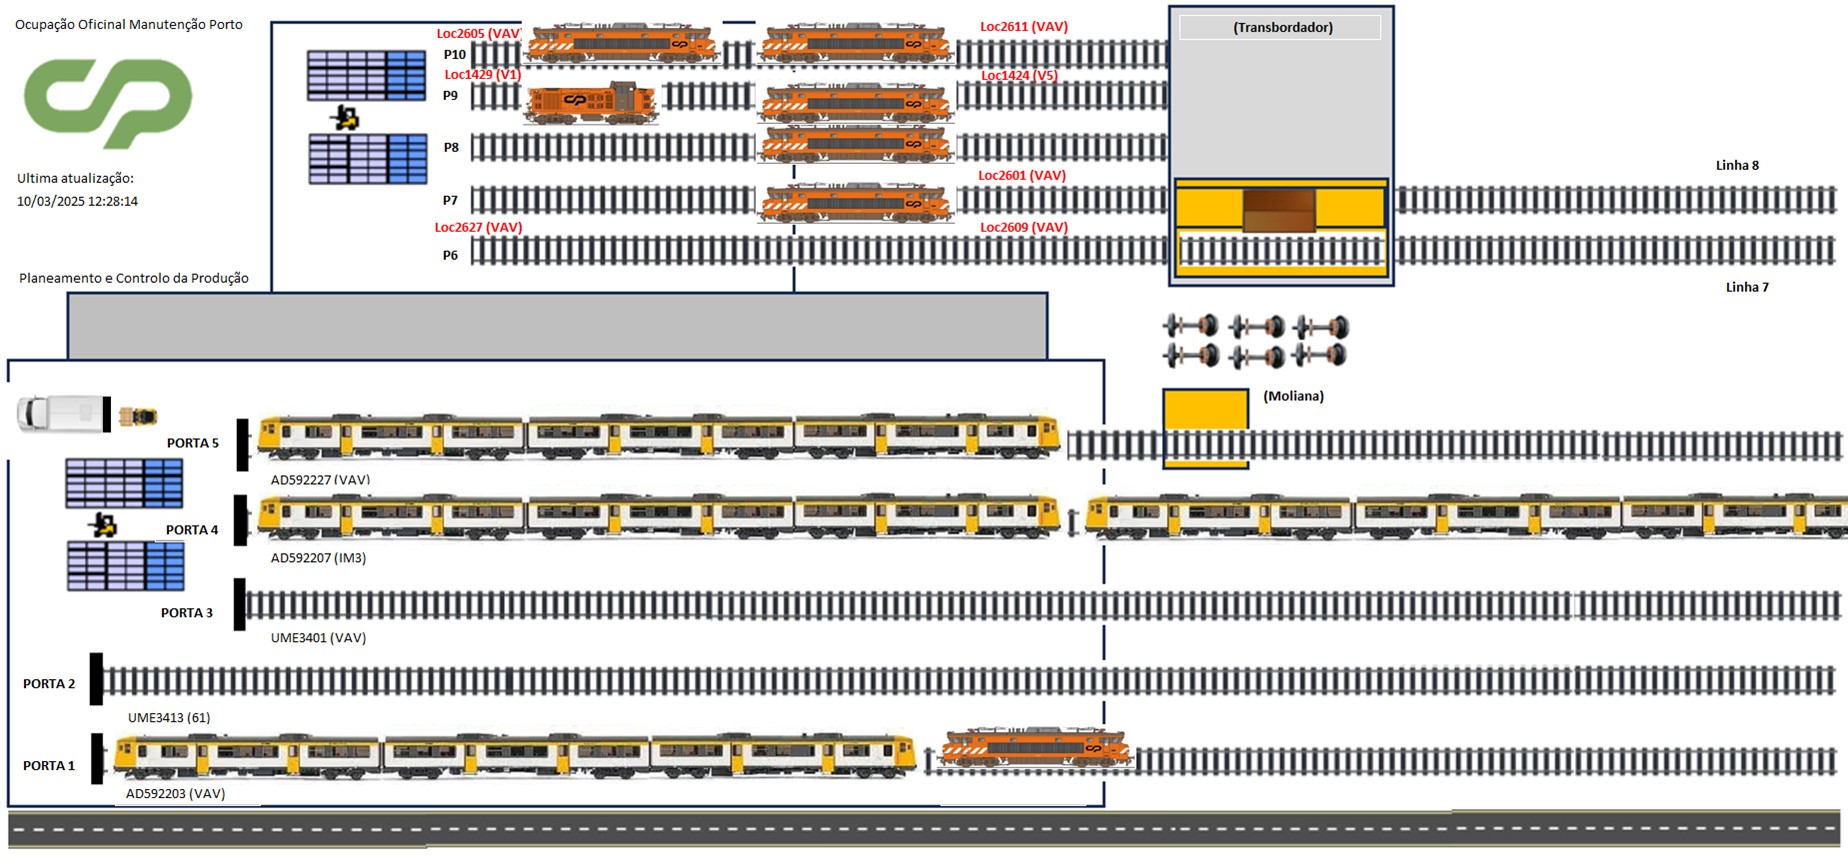 Ocupação Oficinal Manutenção Porto
CP
Ultima atualização:
10/03/2025 12:28:14
Planeamento e Controlo da Produção
Loc2605 (VAV)
Loc2611 (VAV)
P10
Loc1429 (V1)
Loc1424 (V5)
P9
P8
Loc2601 (VAV)
P7
Loc2627 (VAV)
Loc2609 (VAV)
P6
(Transbordador)
Linha 8
Linha 7
(Moliana)
PORTA 5
AD592227 (VAV)
PORTA 4
AD592207 (IM3)
PORTA 3
UME3401 (VAV)
PORTA 2
UME3413 (61)
PORTA 1
AD592203 (VAV)